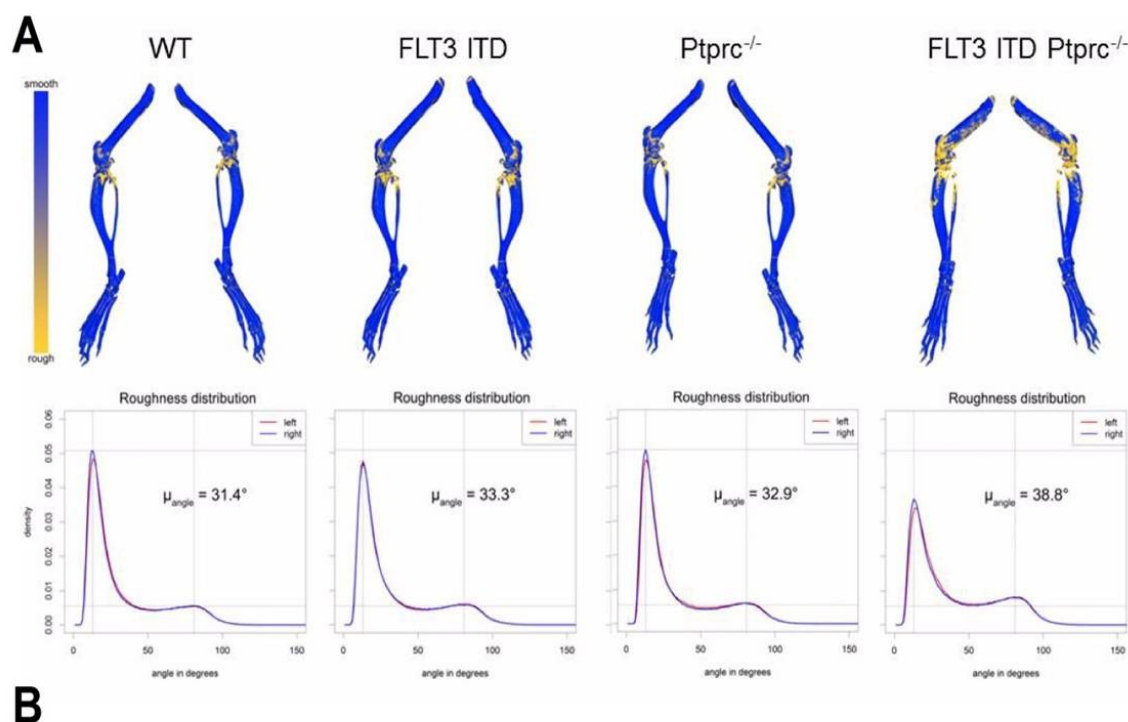 A
WT FLT3 ITD Ptprc⁻/⁻ FLT3 ITD Ptprc⁻/⁻
smooth
rough
Roughness distribution Roughness distribution Roughness distribution Roughness distribution
left left left left
right right right right
μangle = 31.4° μangle = 33.3° μangle = 32.9° μangle = 38.8°
density
0.00 0.01 0.02 0.03 0.04 0.05 0.06
0 50 100 150 0 50 100 150 0 50 100 150 0 50 100 150
angle in degrees angle in degrees angle in degrees angle in degrees
B